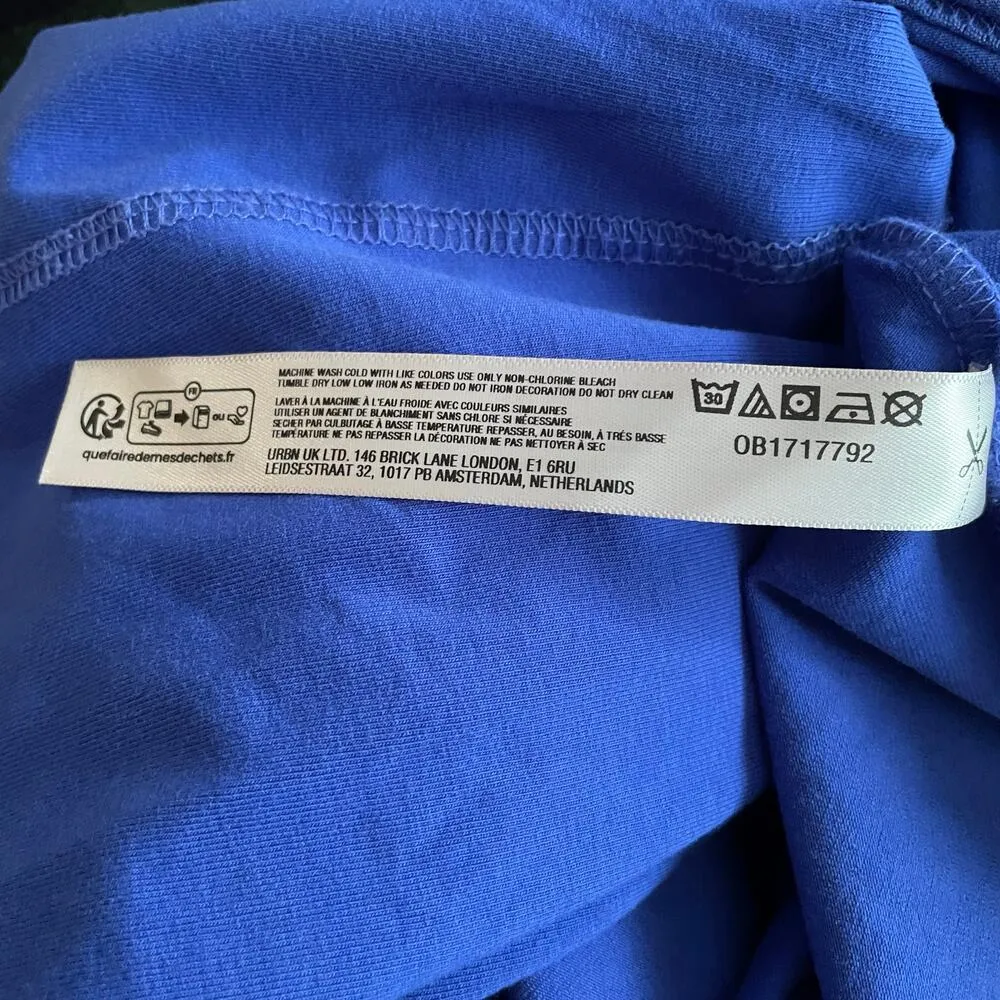 FR
OU
quefairedemesdechets.fr
MACHINE WASH COLD WITH LIKE COLORS USE ONLY NON-CHLORINE BLEACH
TUMBLE DRY LOW LOW IRON AS NEEDED DO NOT IRON DECORATION DO NOT DRY CLEAN
LAVER À LA MACHINE À L'EAU FROIDE AVEC COULEURS SIMILAIRES
UTILISER UN AGENT DE BLANCHIMENT SANS CHLORE SI NÉCESSAIRE
SECHER PAR CULBUTAGE À BASSE TEMPERATURE REPASSER, AU BESOIN, À TRÉS BASSE
TEMPÉRATURE NE PAS REPASSER LA DÉCORATION NE PAS NETTOYER À SEC
URBN UK LTD. 146 BRICK LANE LONDON, E1 6RU
LEIDSESTRAAT 32, 1017 PB AMSTERDAM, NETHERLANDS
30
OB1717792